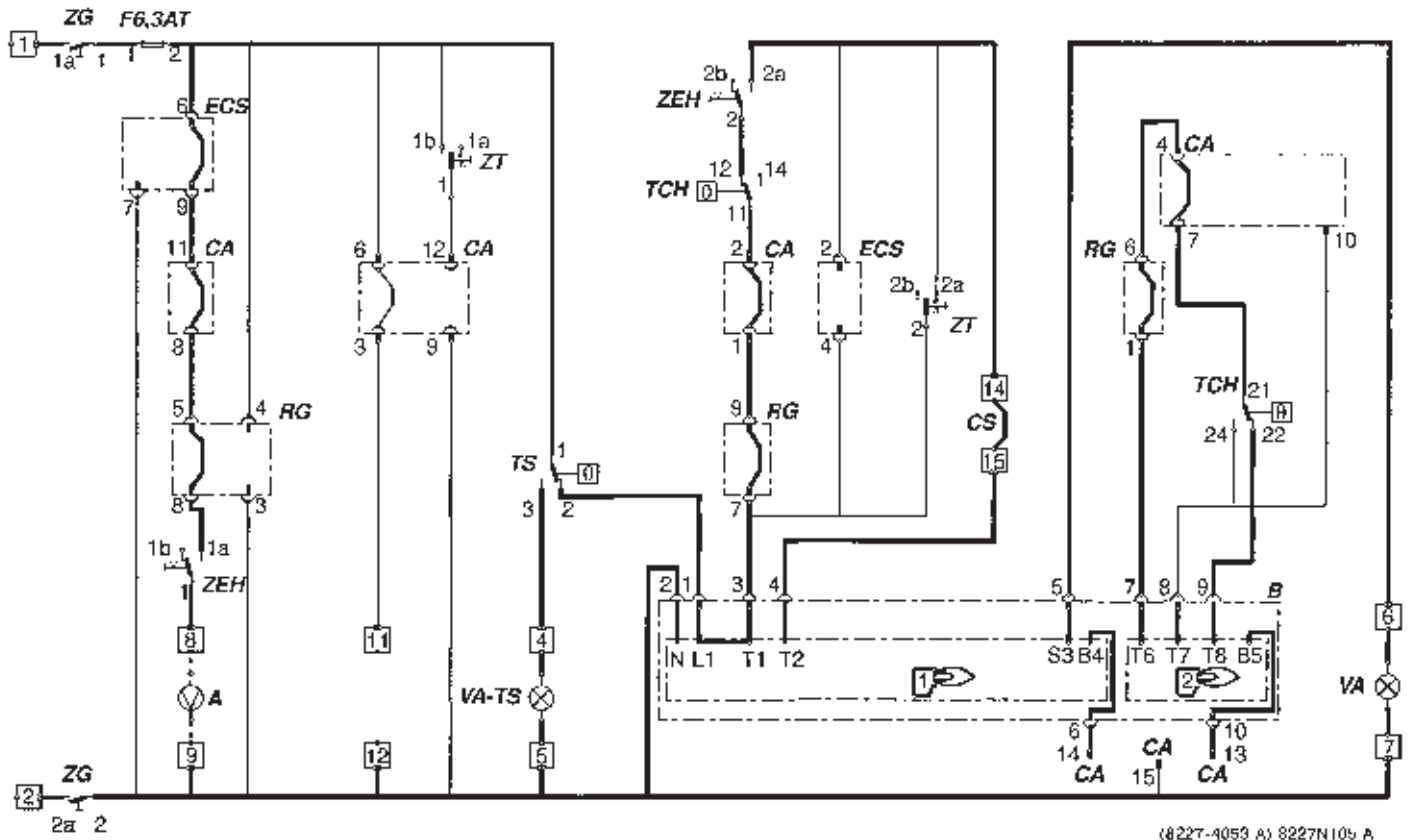 ZG F6,3AT
1 1a 1 1 2
6 ECS
7 9
11 CA
8
5 4 RG
8 3
1b 1a
1 ZEH
8
A
9
ZG
2 2a 2
1b 1a
ZT
1
6 12 CA
3 9
11
12
TS 1
0
3 2
4
VA-TS
5
2b 2a
ZEH
2
12 14
TCH 0
11
2 CA
1
9 RG
7
2 ECS
4
2b 2a
2 ZT
14
CS
15
4 CA
7 10
RG 6
1
TCH 21
24 22
2 1 3 4 5 7 8 9 B
N L1 T1 T2 S3 B4 T6 T7 T8 B5
1 2
6 10
14 CA
CA 15
13 CA
6
VA
7
(8227-4053 A) 8227N105 A